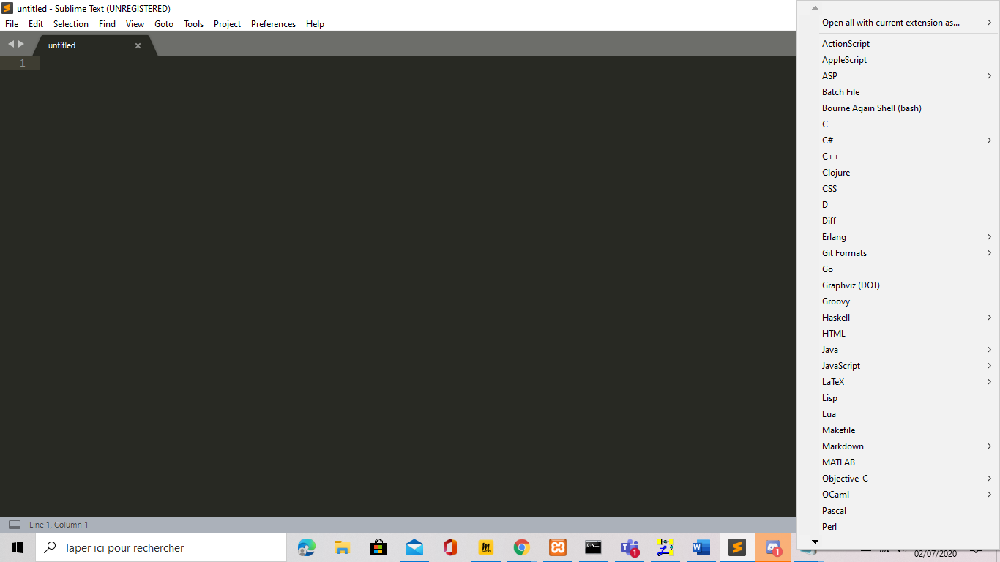 untitled - Sublime Text (UNREGISTERED)
File Edit Selection Find View Goto Tools Project Preferences Help
untitled
1
Open all with current extension as...
ActionScript
AppleScript
ASP
Batch File
Bourne Again Shell (bash)
C
C#
C++
Clojure
CSS
D
Diff
Erlang
Git Formats
Go
Graphviz (DOT)
Groovy
Haskell
HTML
Java
JavaScript
LaTeX
Lisp
Lua
Makefile
Markdown
MATLAB
Objective-C
OCaml
Pascal
Perl
Line 1, Column 1
Taper ici pour rechercher
02/07/2020